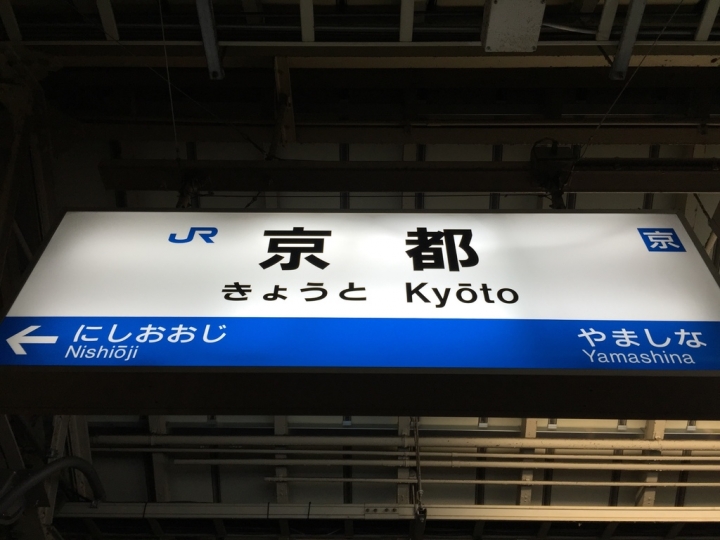 JR 京都 京
きょうと Kyōto
← にしおおじ やましな
Nishiōji Yamashina